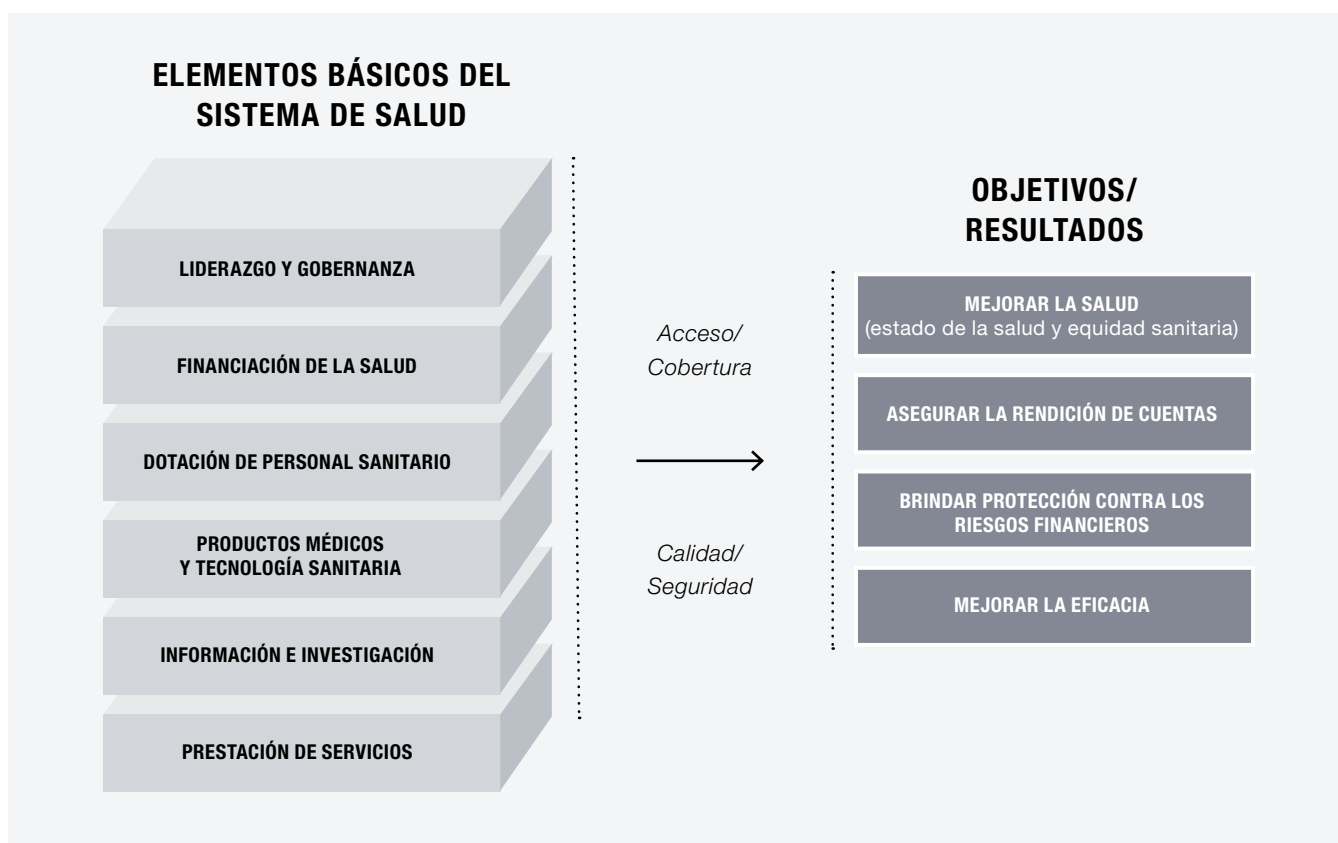 ELEMENTOS BÁSICOS DEL
SISTEMA DE SALUD
LIDERAZGO Y GOBERNANZA
FINANCIACIÓN DE LA SALUD
DOTACIÓN DE PERSONAL SANITARIO
PRODUCTOS MÉDICOS
Y TECNOLOGÍA SANITARIA
INFORMACIÓN E INVESTIGACIÓN
PRESTACIÓN DE SERVICIOS
Acceso/
Cobertura
Calidad/
Seguridad
OBJETIVOS/
RESULTADOS
MEJORAR LA SALUD
(estado de la salud y equidad sanitaria)
ASEGURAR LA RENDICIÓN DE CUENTAS
BRINDAR PROTECCIÓN CONTRA LOS
RIESGOS FINANCIEROS
MEJORAR LA EFICACIA